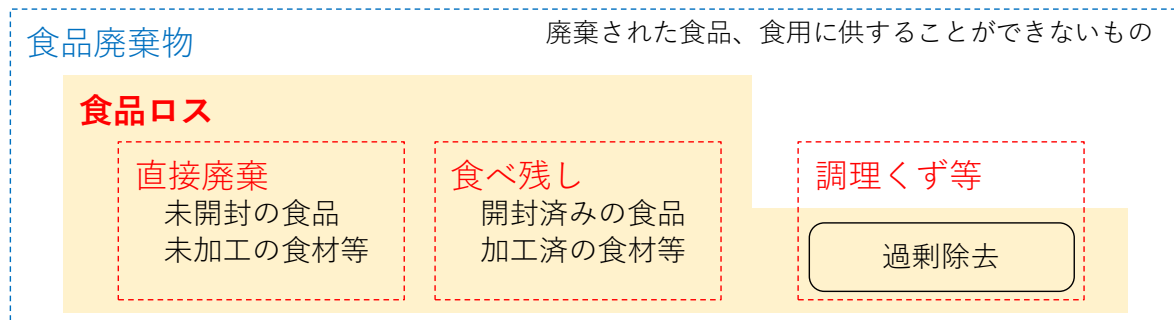 食品廃棄物
廃棄された食品、食用に供することができないもの
食品ロス
直接廃棄
未開封の食品
未加工の食材等
食べ残し
開封済みの食品
加工済の食材等
調理くず等
過剰除去